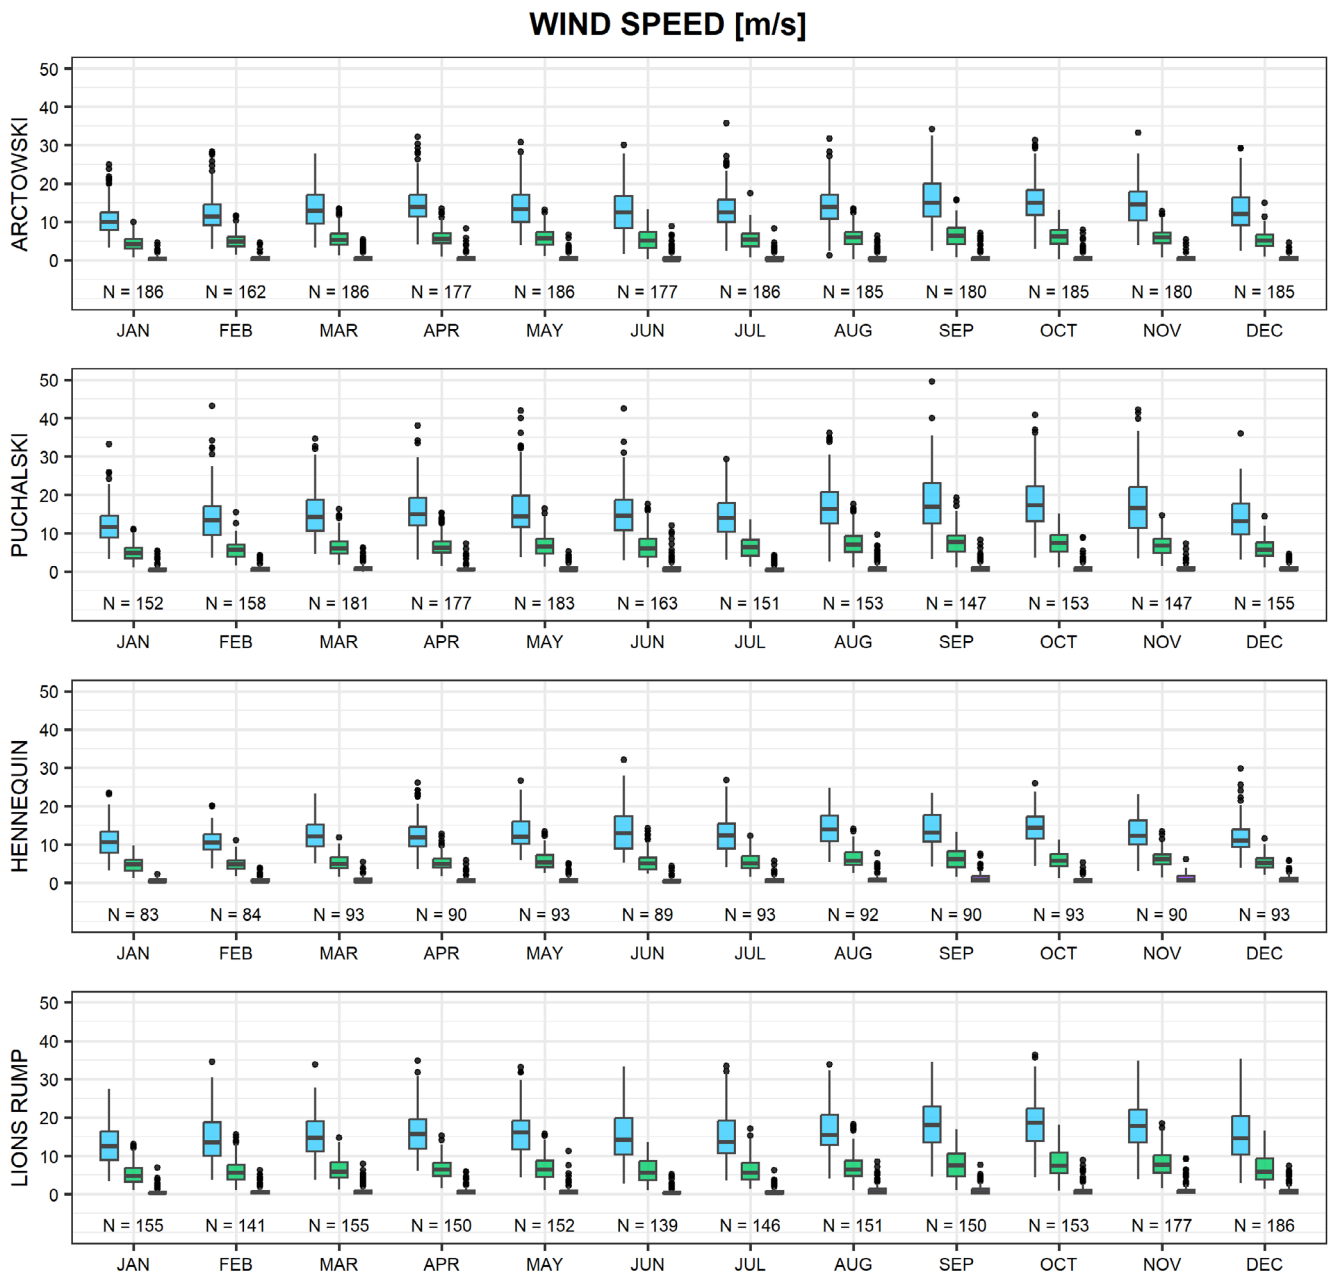 WIND SPEED [m/s]
ARCTOWSKI
50
40
30
20
10
0
N = 186 N = 162 N = 186 N = 177 N = 186 N = 177 N = 186 N = 185 N = 180 N = 185 N = 180 N = 185
JAN FEB MAR APR MAY JUN JUL AUG SEP OCT NOV DEC
PUCHALSKI
50
40
30
20
10
0
N = 152 N = 158 N = 181 N = 177 N = 183 N = 163 N = 151 N = 153 N = 147 N = 153 N = 147 N = 155
JAN FEB MAR APR MAY JUN JUL AUG SEP OCT NOV DEC
HENNEQUIN
50
40
30
20
10
0
N = 83 N = 84 N = 93 N = 90 N = 93 N = 89 N = 93 N = 92 N = 90 N = 93 N = 90 N = 93
JAN FEB MAR APR MAY JUN JUL AUG SEP OCT NOV DEC
LIONS RUMP
50
40
30
20
10
0
N = 155 N = 141 N = 155 N = 150 N = 152 N = 139 N = 146 N = 151 N = 150 N = 153 N = 177 N = 186
JAN FEB MAR APR MAY JUN JUL AUG SEP OCT NOV DEC